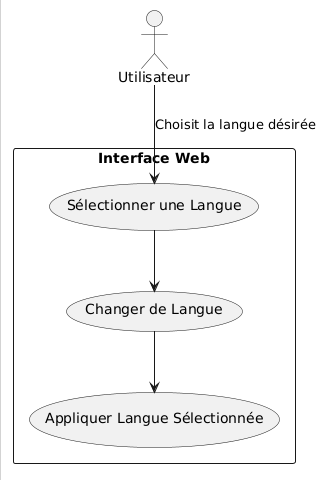 Utilisateur
Choisit la langue désirée
Interface Web
Sélectionner une Langue
Changer de Langue
Appliquer Langue Sélectionnée